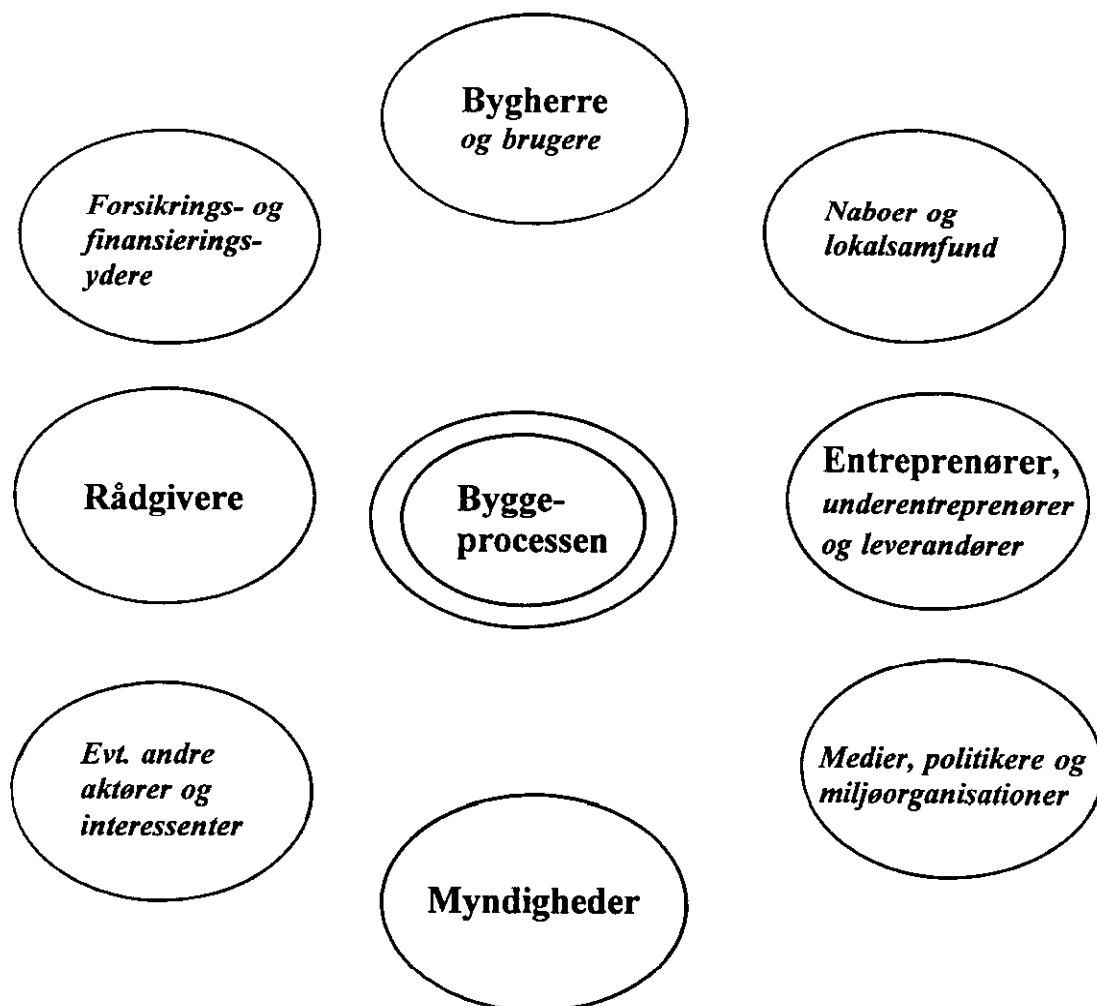 Bygherre
og brugere
Forsikrings- og
finansierings-
ydere
Naboer og
lokalsamfund
Rådgivere
Bygge-
processen
Entreprenører,
underentreprenører
og leverandører
Evt. andre
aktører og
interessenter
Medier, politikere og
miljøorganisationer
Myndigheder